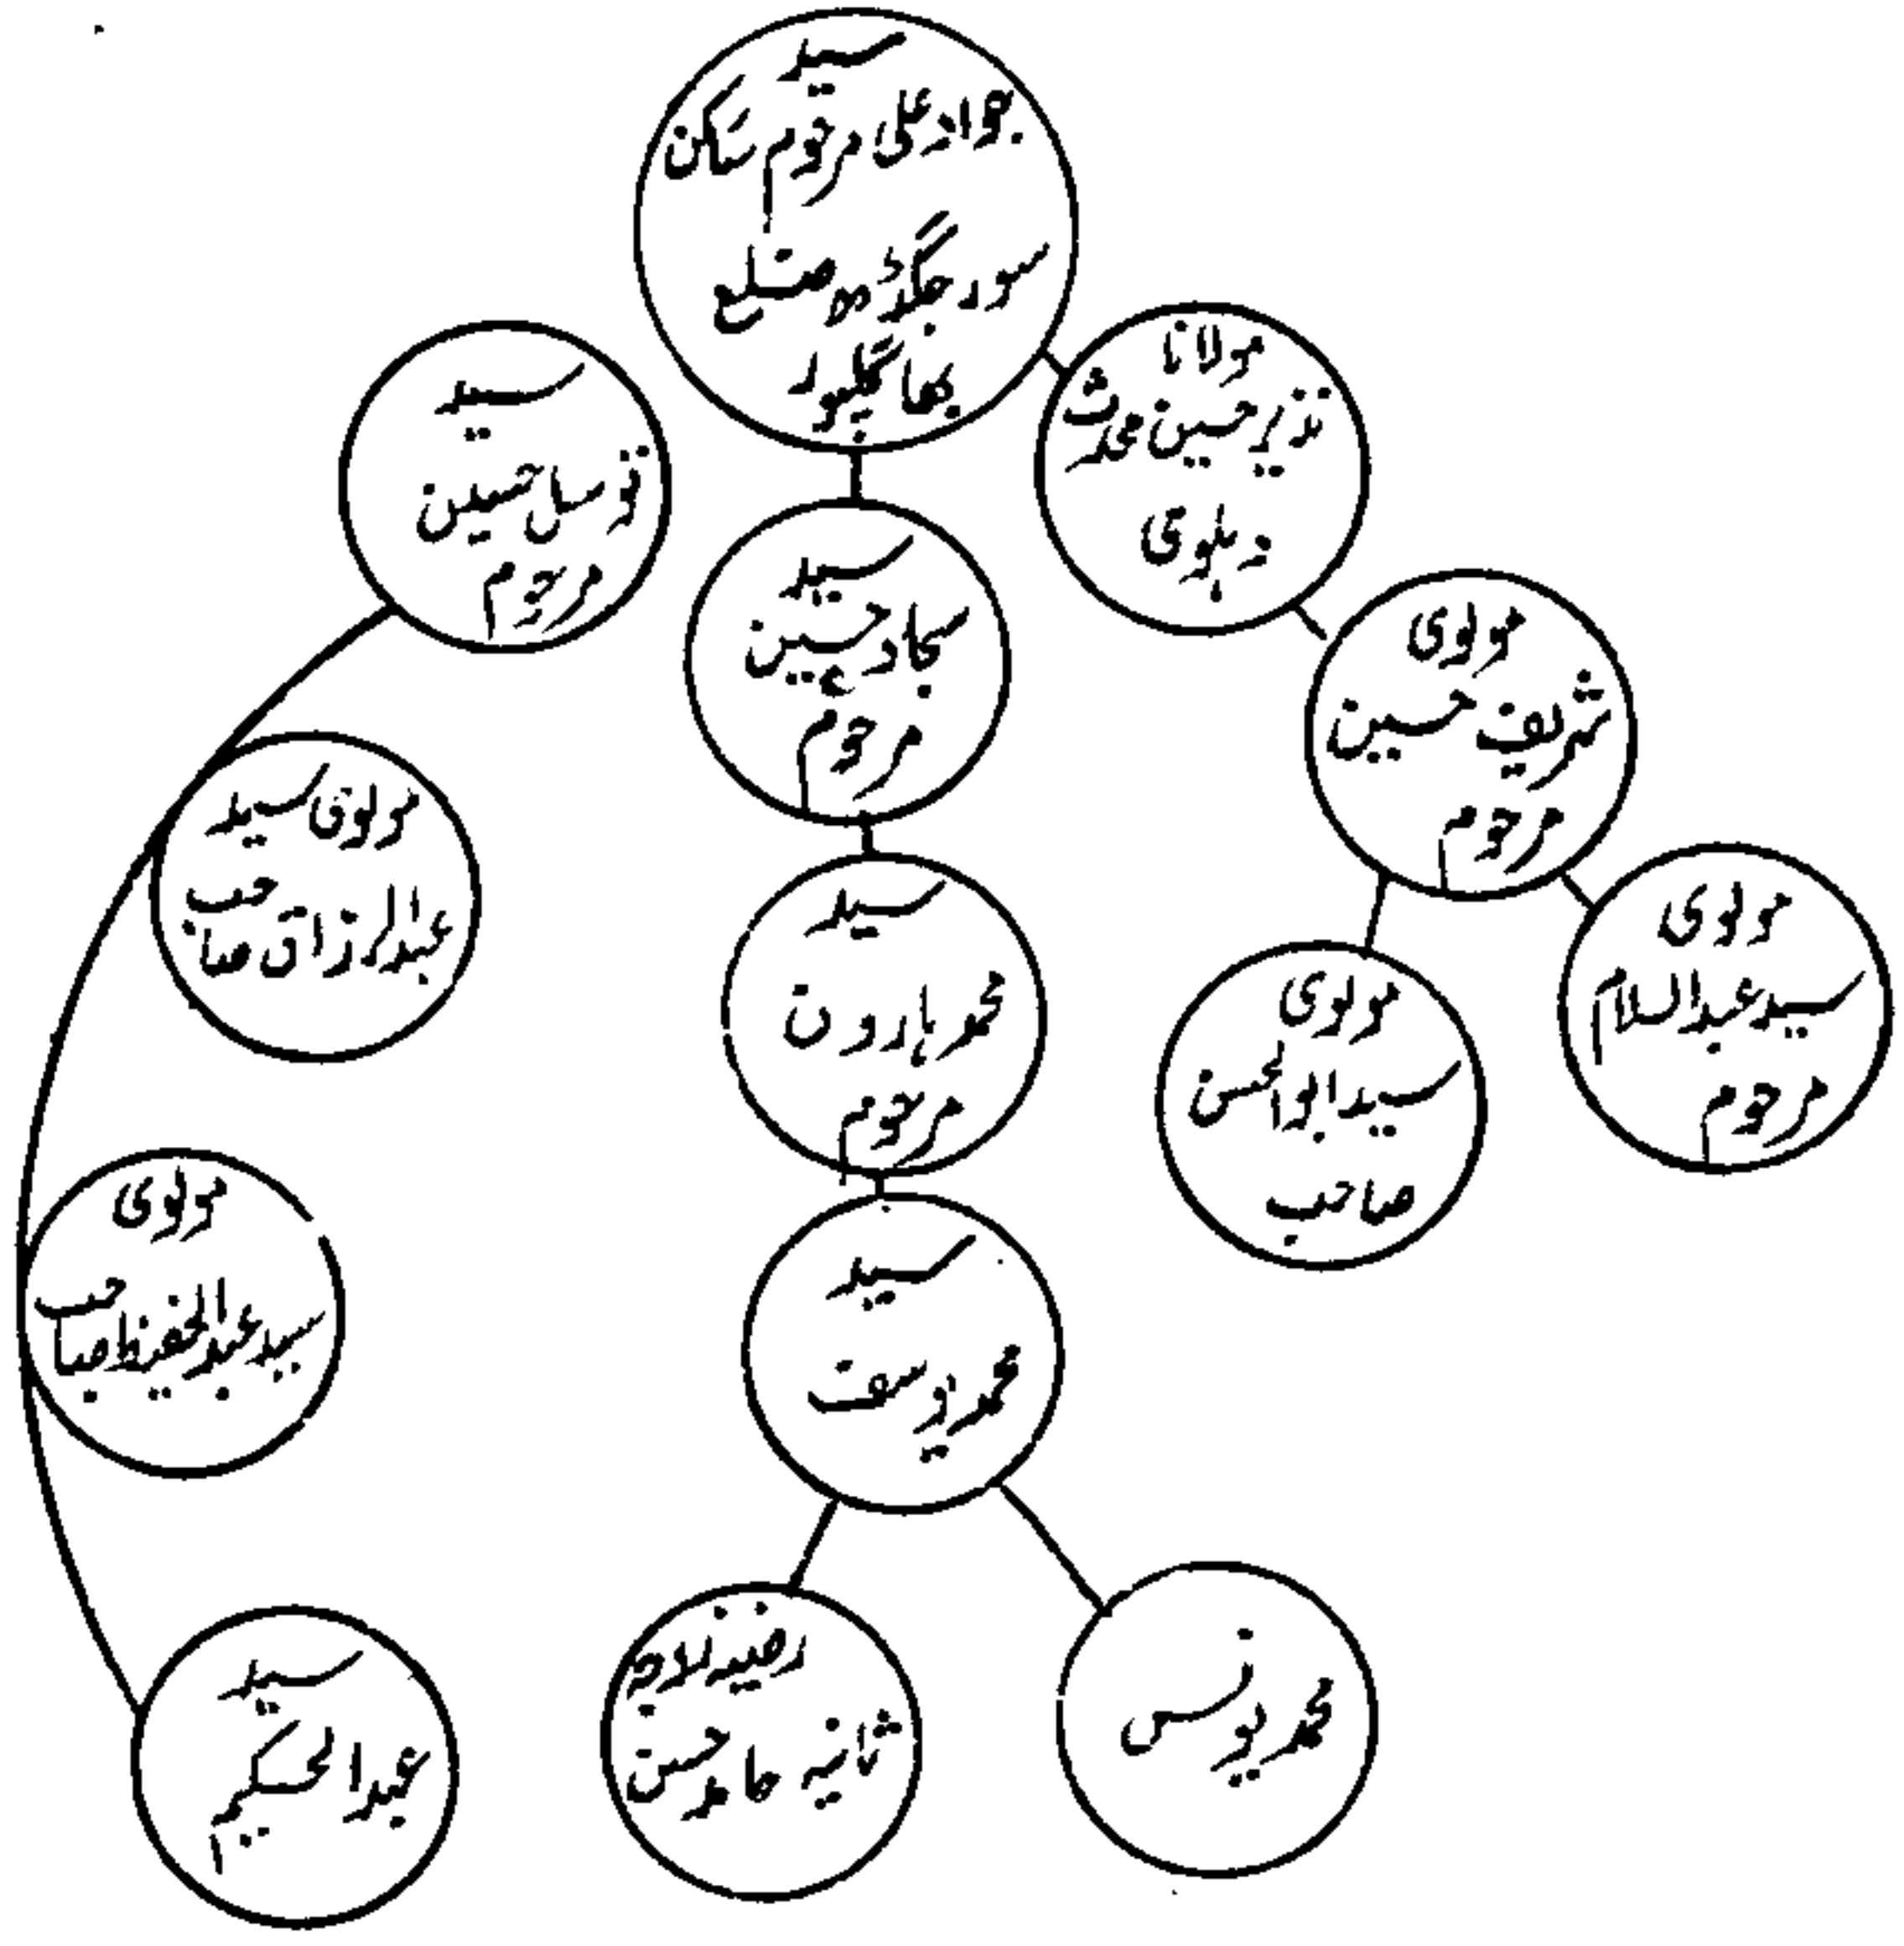 سید
جواد علی مرحوم ساکن
سورجگڑھ ضلع
بھاگلپور
مولانا
نذیر حسین محدث
دہلوی
سید
حسین
مرحوم
سید
سجاد حسین
مرحوم
مولوی
شریف حسین
مرحوم
مولوی سید
عبدالرزاق صاحب
سید
محمد ہارون
مرحوم
مولوی
سید ابوالحسن
صاحب
مولوی
سید عبدالسلام
مرحوم
مولوی
سید عبدالحفیظ صاحب
سید
محمد یوسف
سید
عبدالحکیم
رضیہ زوجہ
ثانیہ حامد حسن
محمد یونس